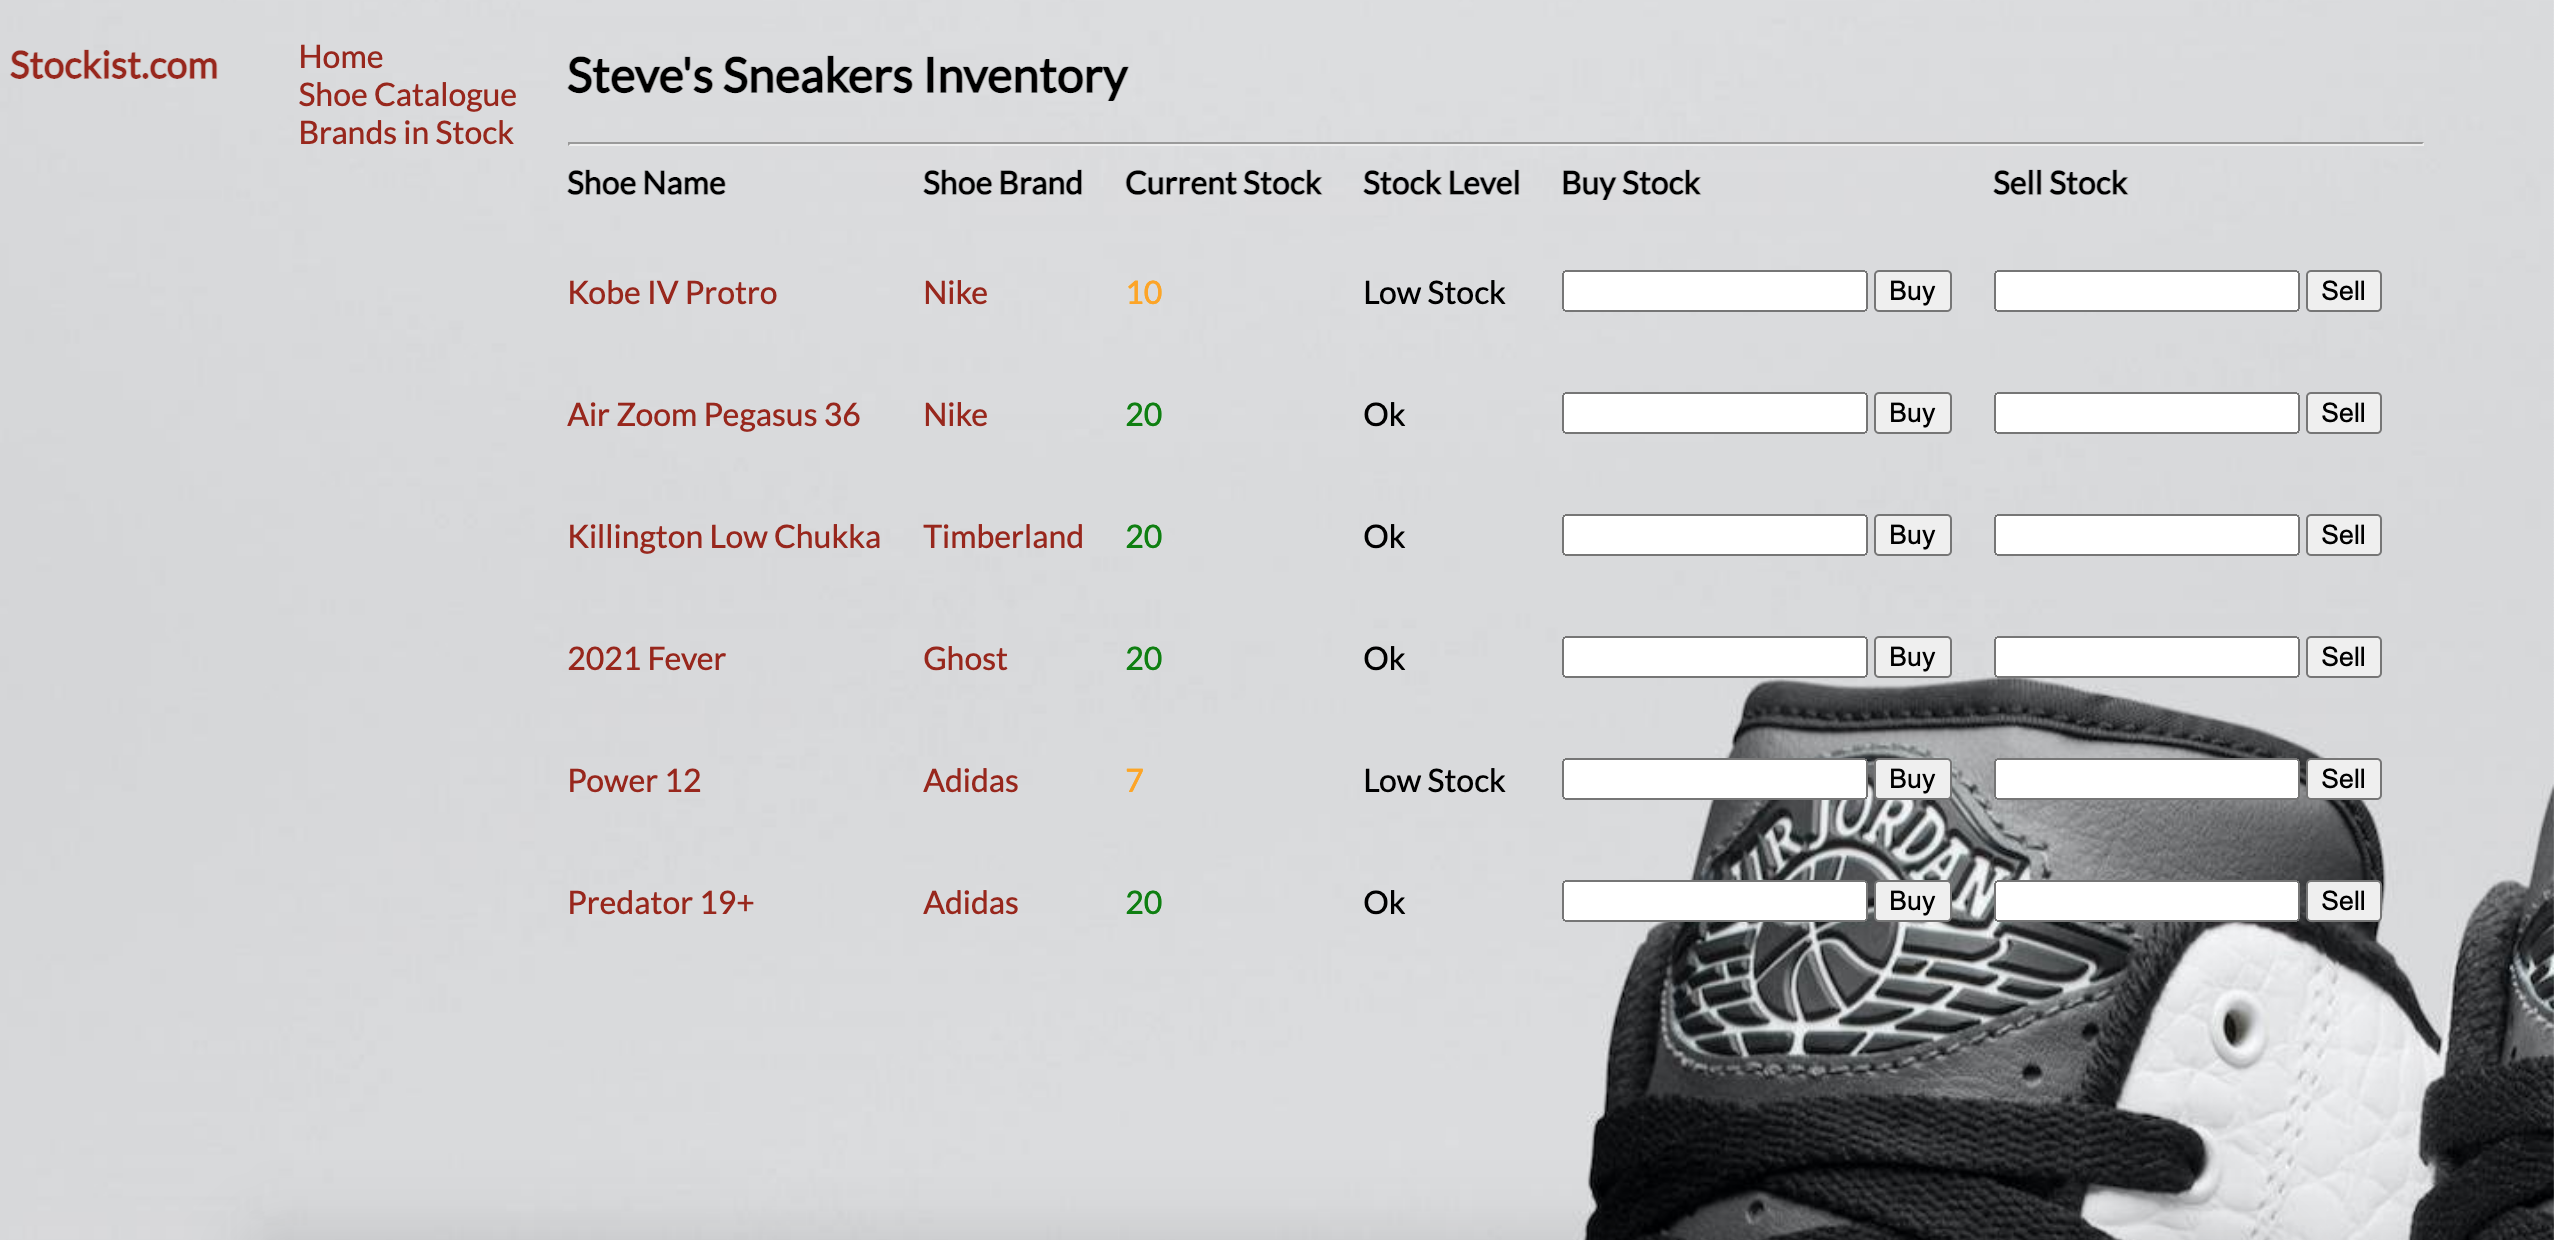 Stockist.com
Home
Shoe Catalogue
Brands in Stock
Steve's Sneakers Inventory
Shoe Name Shoe Brand Current Stock Stock Level Buy Stock Sell Stock
Kobe IV Protro Nike 10 Low Stock Buy Sell
Air Zoom Pegasus 36 Nike 20 Ok Buy Sell
Killington Low Chukka Timberland 20 Ok Buy Sell
2021 Fever Ghost 20 Ok Buy Sell
Power 12 Adidas 7 Low Stock Buy Sell
JORDAN
Predator 19+ Adidas 20 Ok Buy Sell